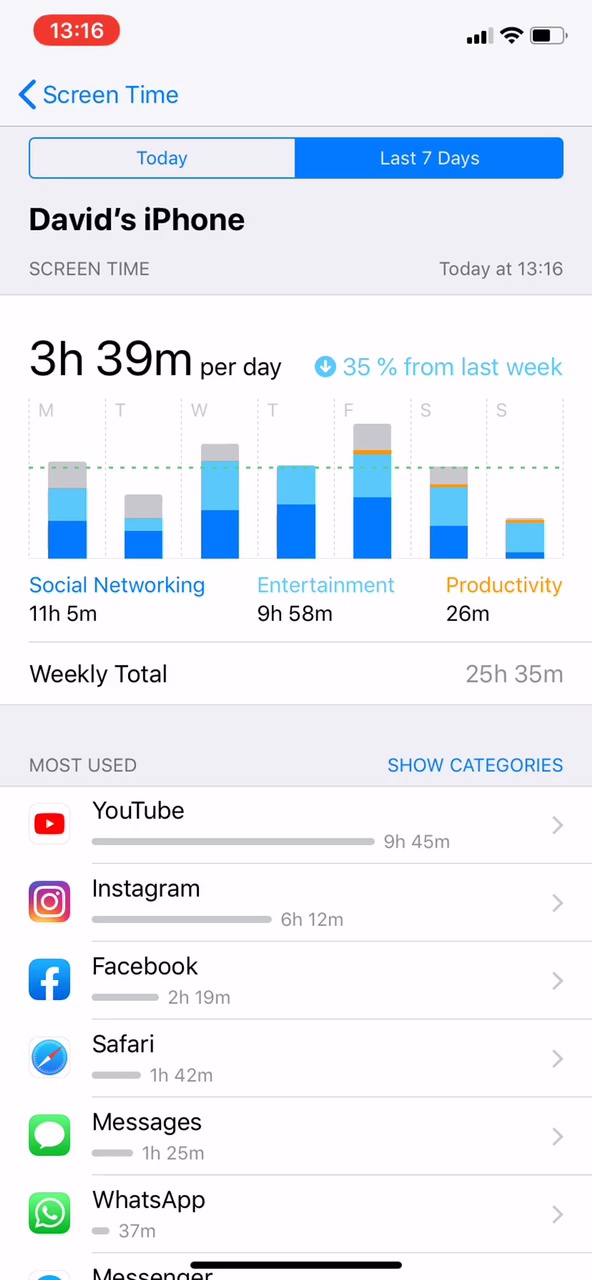 13:16
Screen Time
Today Last 7 Days
David's iPhone
SCREEN TIME Today at 13:16
3h 39m per day 35 % from last week
M T W T F S S
Social Networking Entertainment Productivity
11h 5m 9h 58m 26m
Weekly Total 25h 35m
MOST USED SHOW CATEGORIES
YouTube
9h 45m
Instagram
6h 12m
Facebook
2h 19m
Safari
1h 42m
Messages
1h 25m
WhatsApp
37m
Messenger